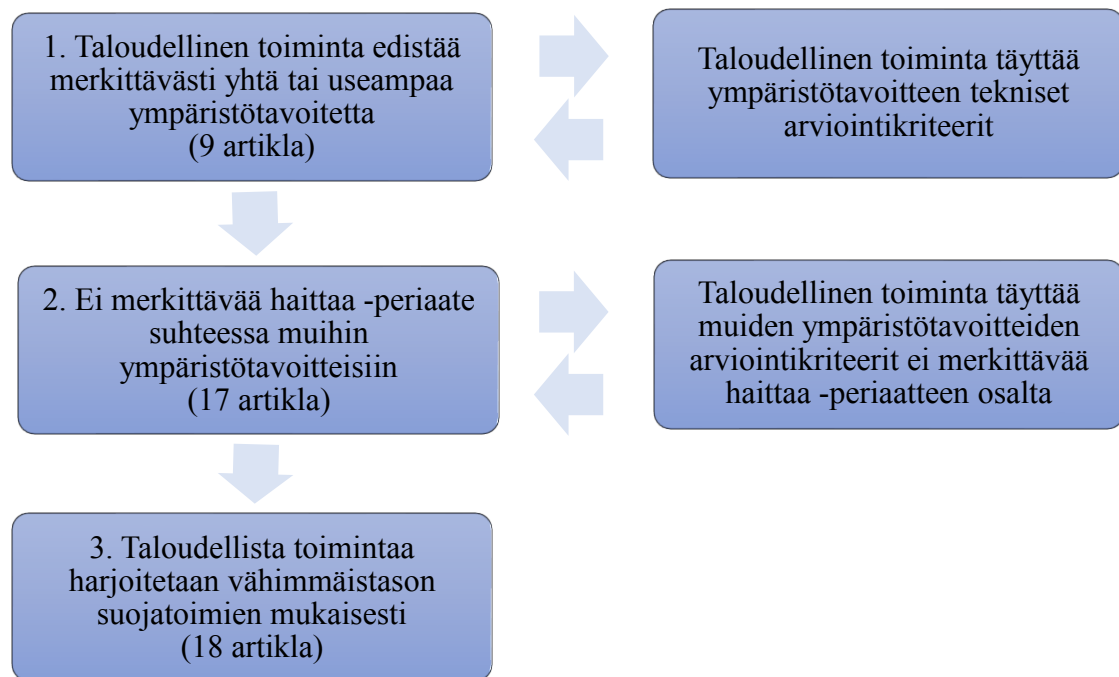 1. Taloudellinen toiminta edistää
merkittävästi yhtä tai useampaa
ympäristötavoitetta
(9 artikla)
Taloudellinen toiminta täyttää
ympäristötavoitteen tekniset
arviointikriteerit
2. Ei merkittävää haittaa -periaate
suhteessa muihin
ympäristötavoitteisiin
(17 artikla)
Taloudellinen toiminta täyttää
muiden ympäristötavoitteiden
arviointikriteerit ei merkittävää
haittaa -periaatteen osalta
3. Taloudellista toimintaa
harjoitetaan vähimmäistason
suojatoimien mukaisesti
(18 artikla)